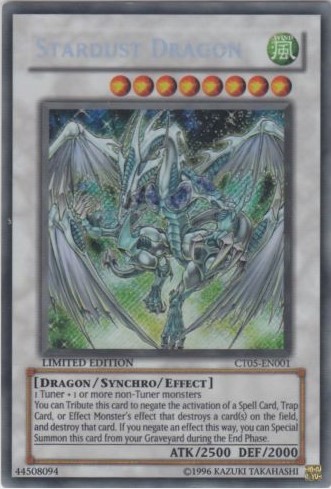 STARDUST DRAGON
WIND
風
LIMITED EDITION
CT05-EN001
[DRAGON/SYNCHRO/EFFECT]
1 Tuner + 1 or more non-Tuner monsters
You can Tribute this card to negate the activation of a Spell Card, Trap
Card, or Effect Monster's effect that destroys a card(s) on the field,
and destroy that card. If you negate an effect this way, you can Special
Summon this card from your Graveyard during the End Phase.
ATK/2500 DEF/2000
44508094
©1996 KAZUKI TAKAHASHI